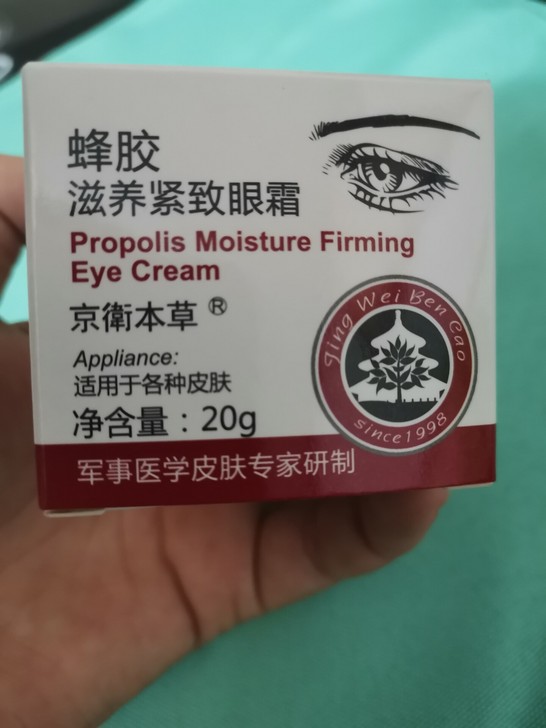 蜂胶
滋养紧致眼霜
Propolis Moisture Firming
Eye Cream
京衛本草®
Appliance:
适用于各种皮肤
净含量：20g
Jing Wei Ben Cao
since1998
军事医学皮肤专家研制